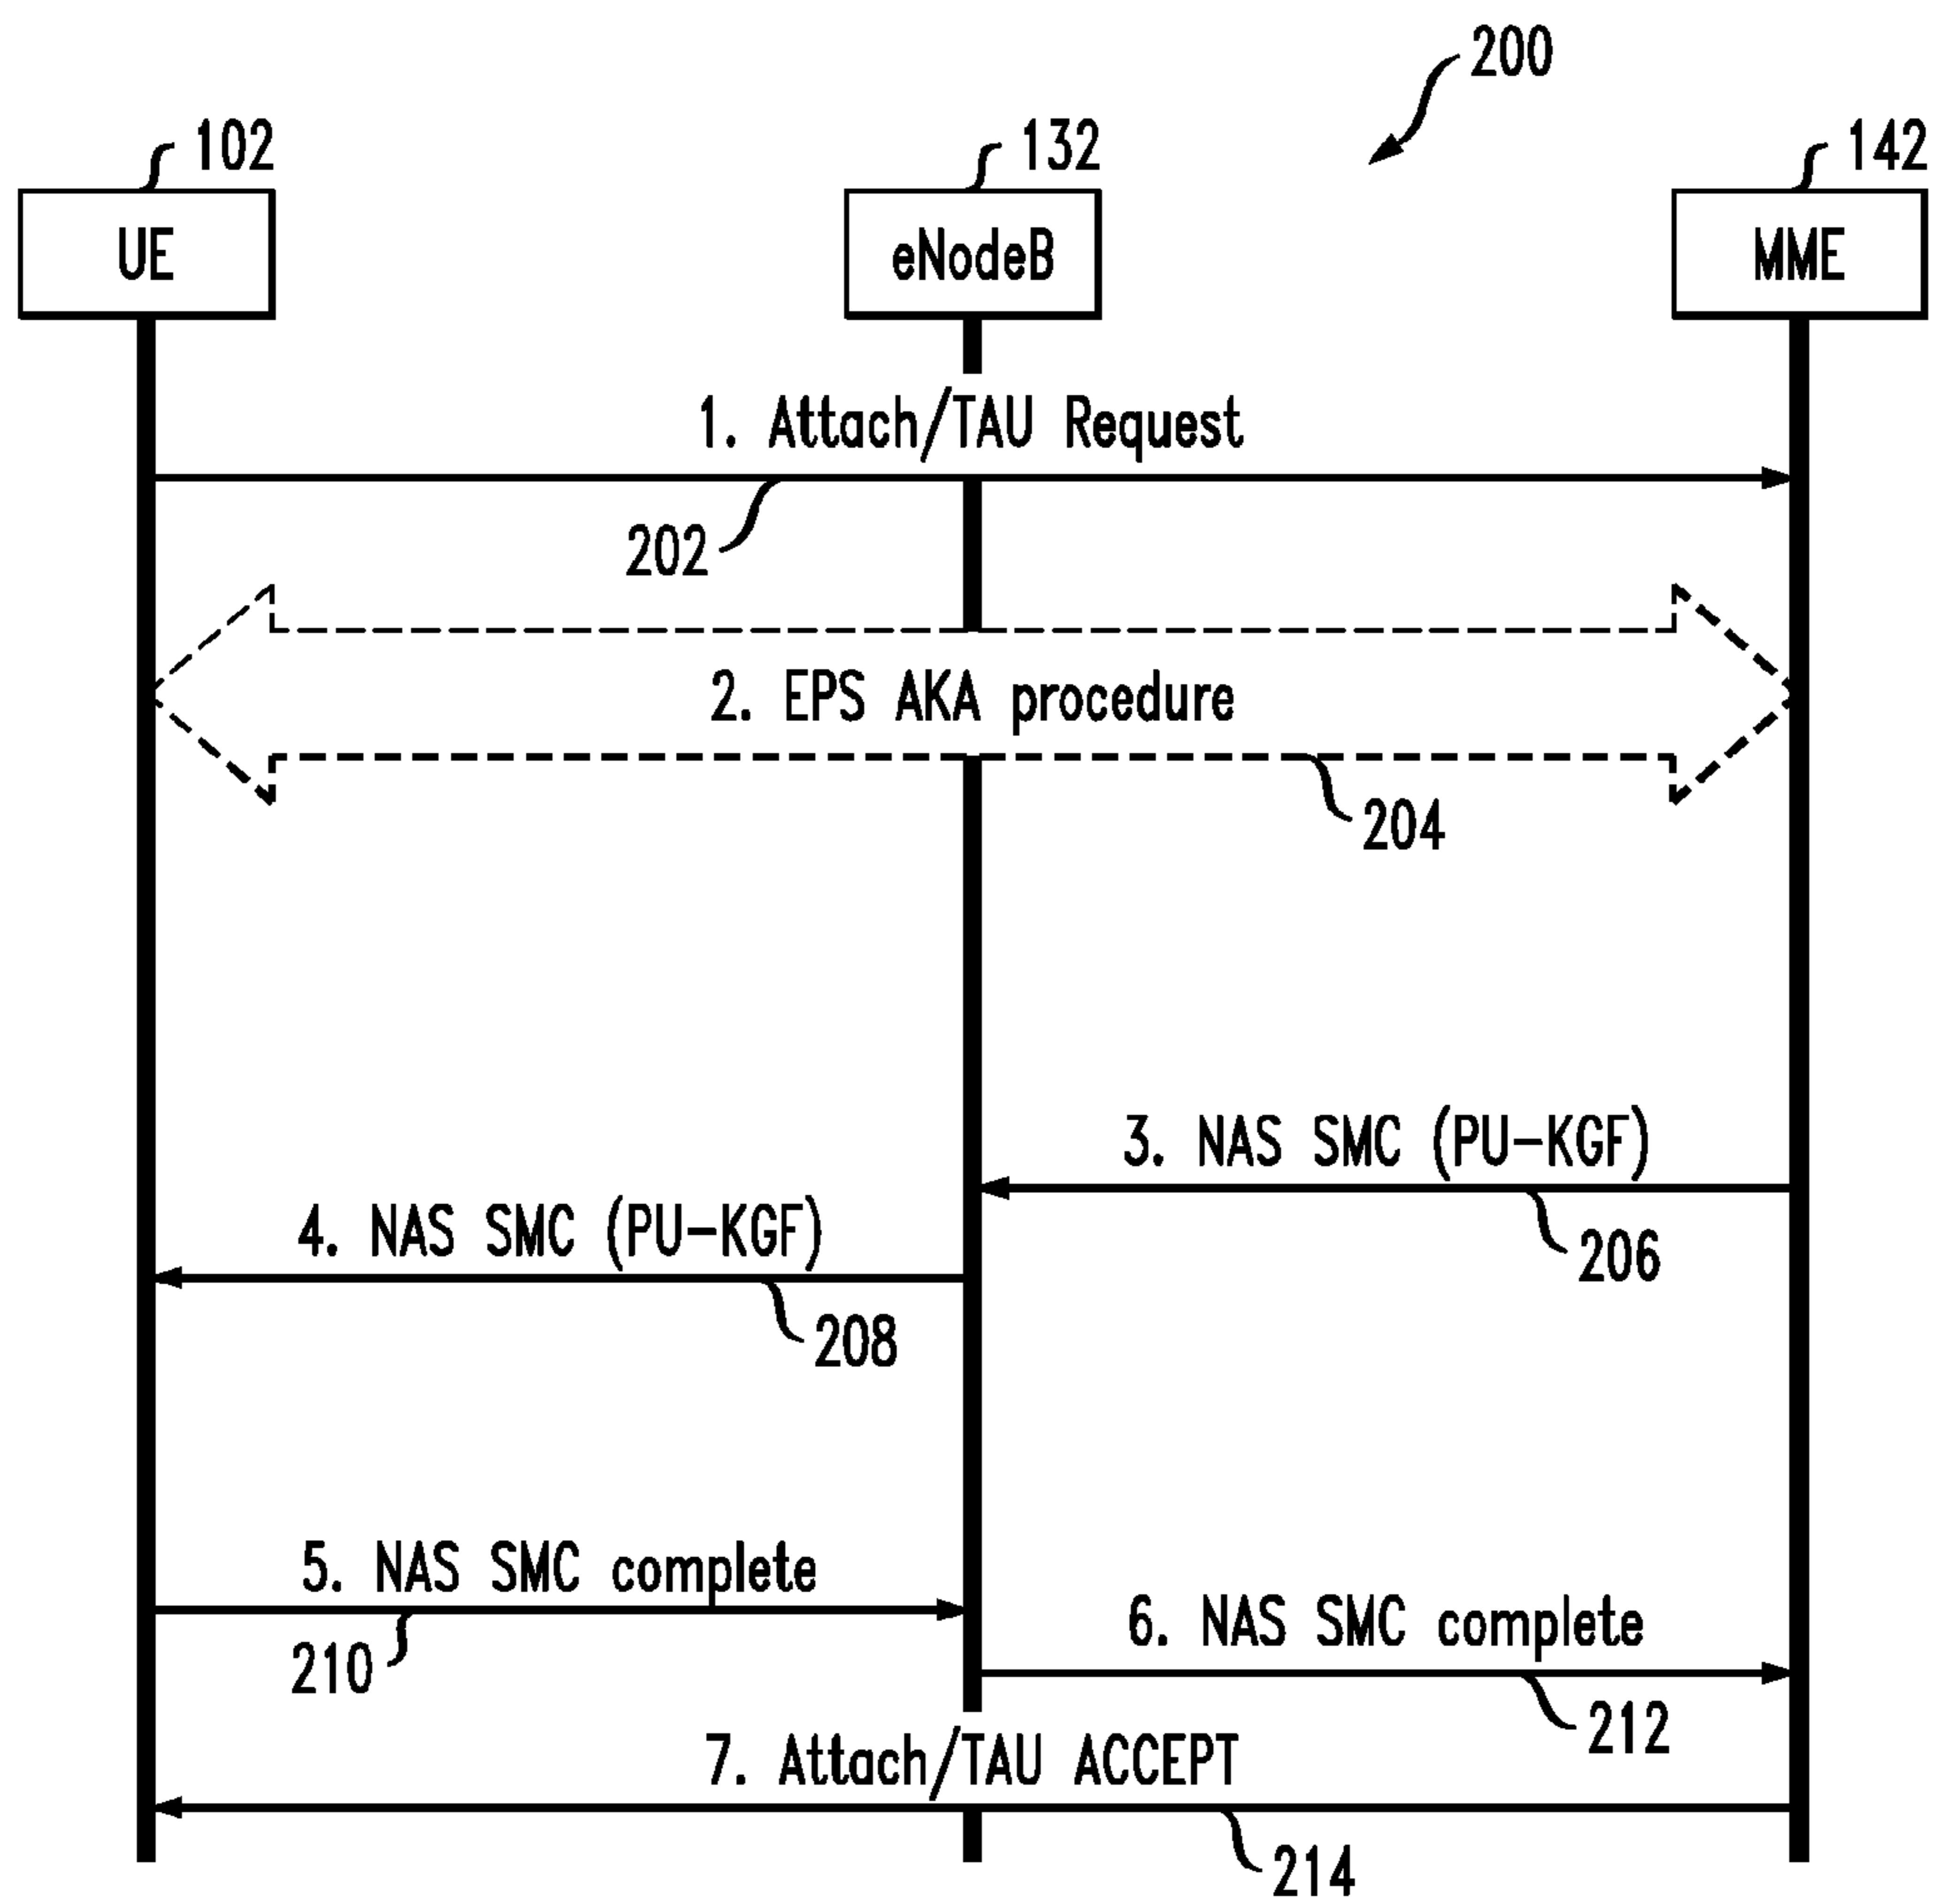 200
102
132
142
UE
eNodeB
MME
1. Attach/TAU Request
202
2. EPS AKA procedure
204
3. NAS SMC (PU-KGF)
206
4. NAS SMC (PU-KGF)
208
5. NAS SMC complete
210
6. NAS SMC complete
212
7. Attach/TAU ACCEPT
214